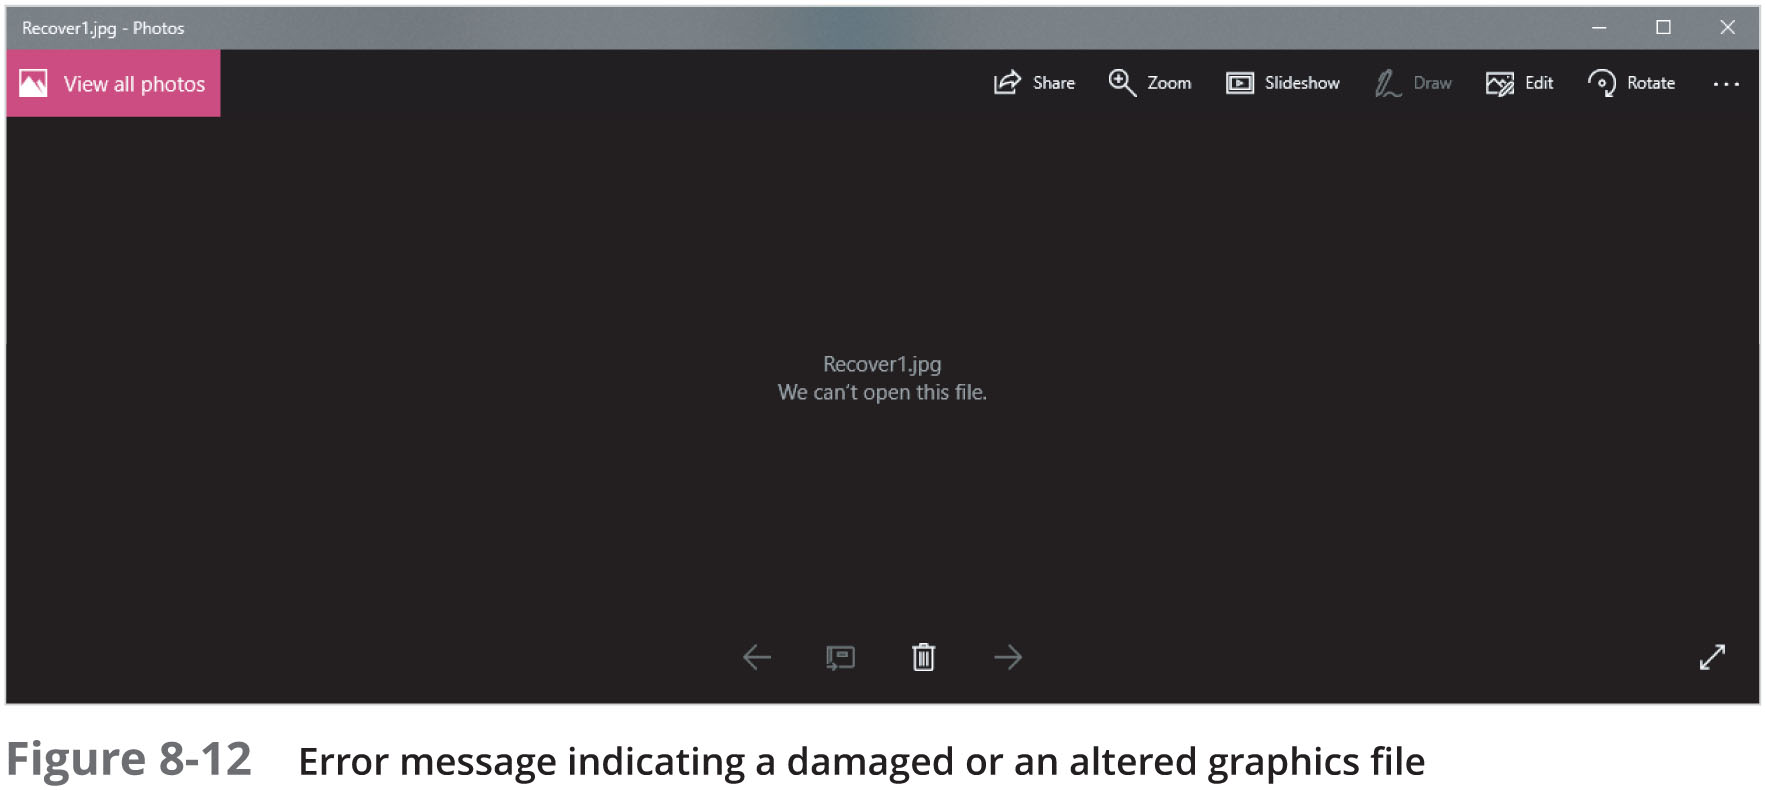 Recover1.jpg - Photos
View all photos
Share Zoom Slideshow Draw Edit Rotate ...
Recover1.jpg
We can't open this file.
Figure 8-12 Error message indicating a damaged or an altered graphics file